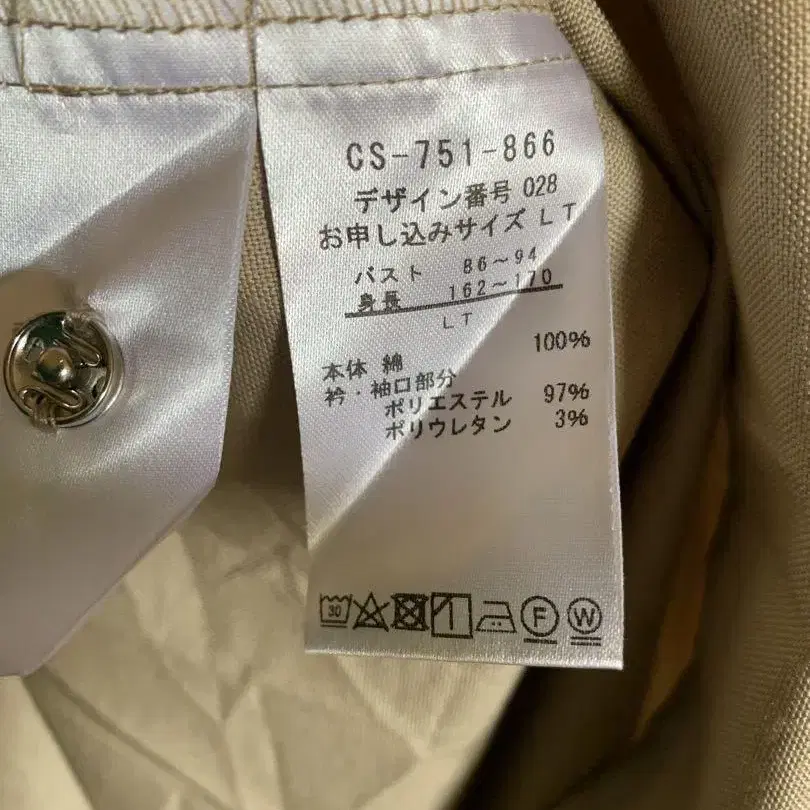 CS-751-866
デザイン番号 028
お申し込みサイズ LT
バスト 86～94
身長 162～170
LT
本体 綿 100%
衿・袖口部分
ポリエステル 97%
ポリウレタン 3%
30 F W